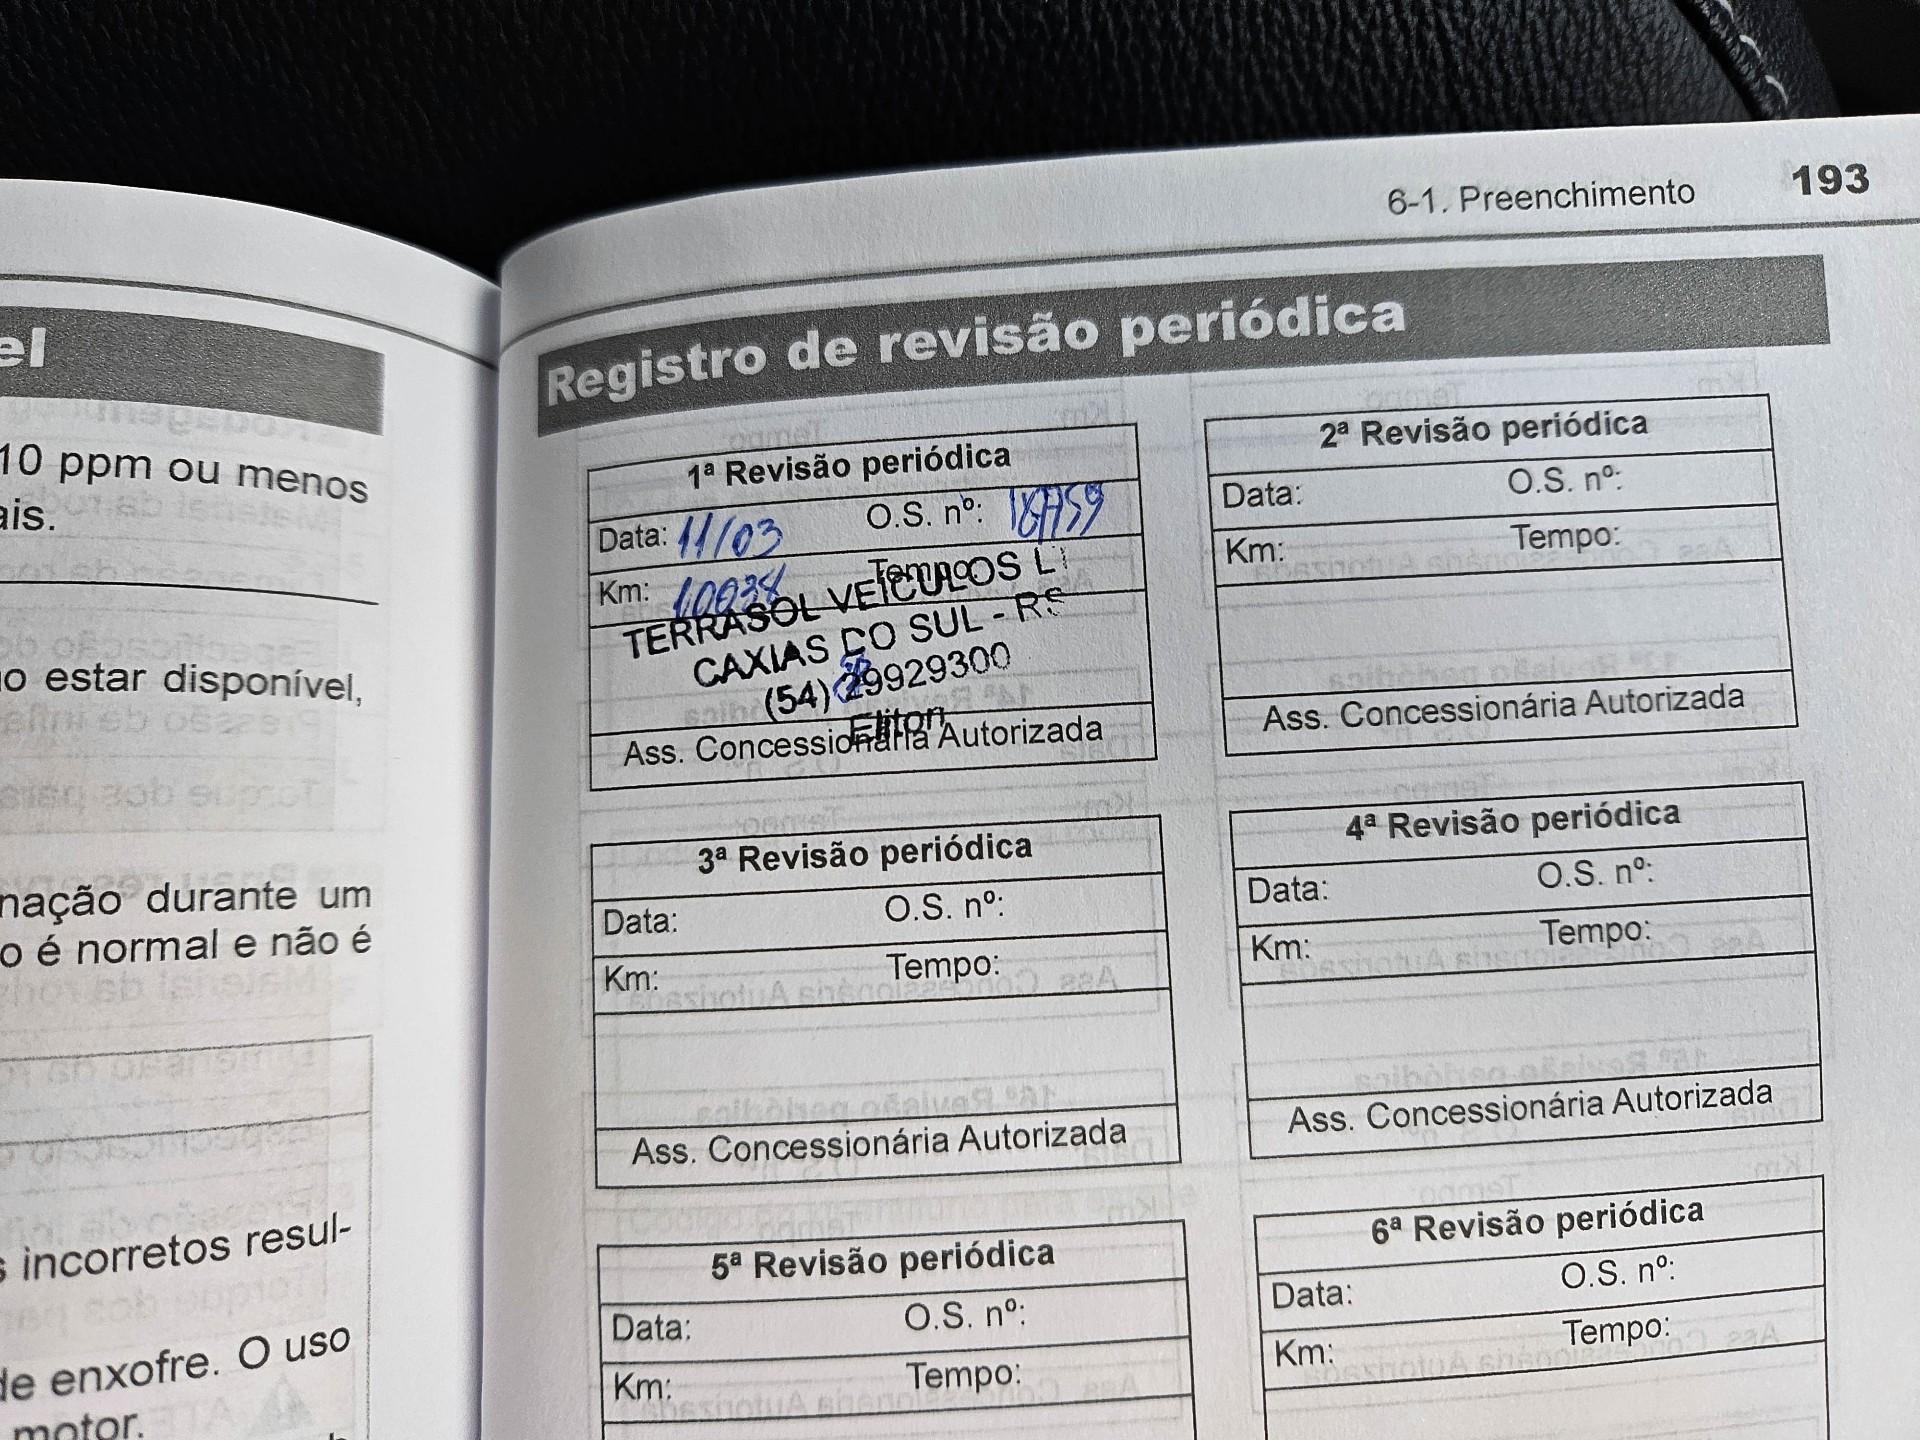 el
10 ppm ou menos
ais.
o estar disponível,
nação durante um
o é normal e não é
s incorretos resul-
de enxofre. O uso
motor.
6-1. Preenchimento 193
Registro de revisão periódica
1ª Revisão periódica
Data: 11/03 O.S. nº:
Km: Tempo:
TERRASOL VEICULOS LT
CAXIAS DO SUL - RS
(54) 29929300
Eliton
Ass. Concessionária Autorizada
2ª Revisão periódica
Data: O.S. nº:
Km: Tempo:
Ass. Concessionária Autorizada
3ª Revisão periódica
Data: O.S. nº:
Km: Tempo:
Ass. Concessionária Autorizada
4ª Revisão periódica
Data: O.S. nº:
Km: Tempo:
Ass. Concessionária Autorizada
5ª Revisão periódica
Data: O.S. nº:
Km: Tempo:
6ª Revisão periódica
Data: O.S. nº:
Km: Tempo: